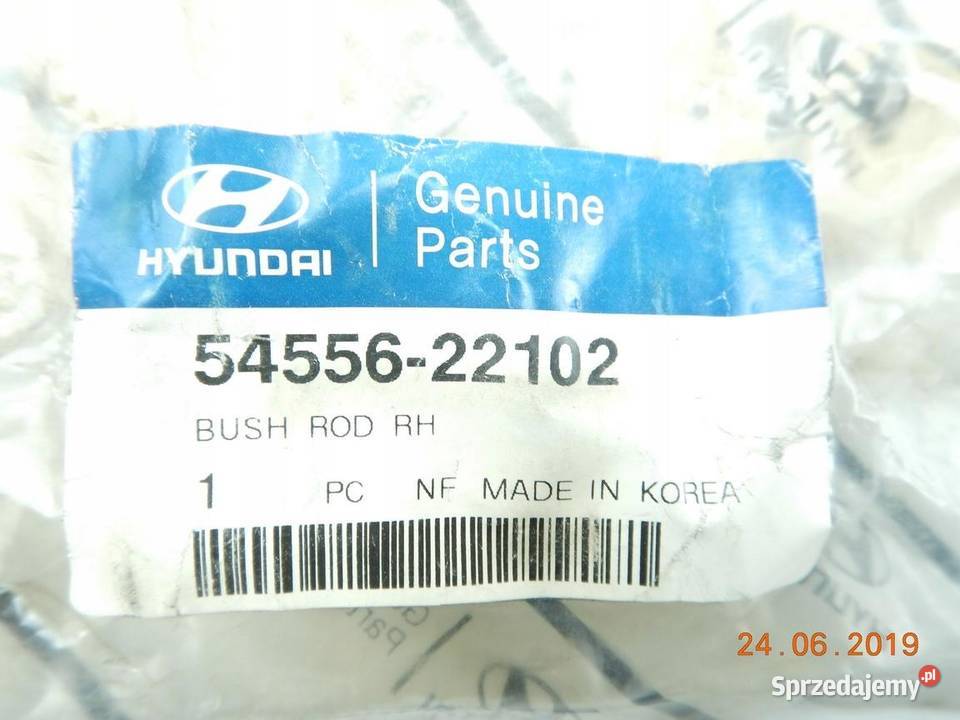 HYUNDAI
Genuine
Parts
54556-22102
BUSH ROD RH
1 PC NF MADE IN KOREA
24.06.2019
Sprzedajemy.pl